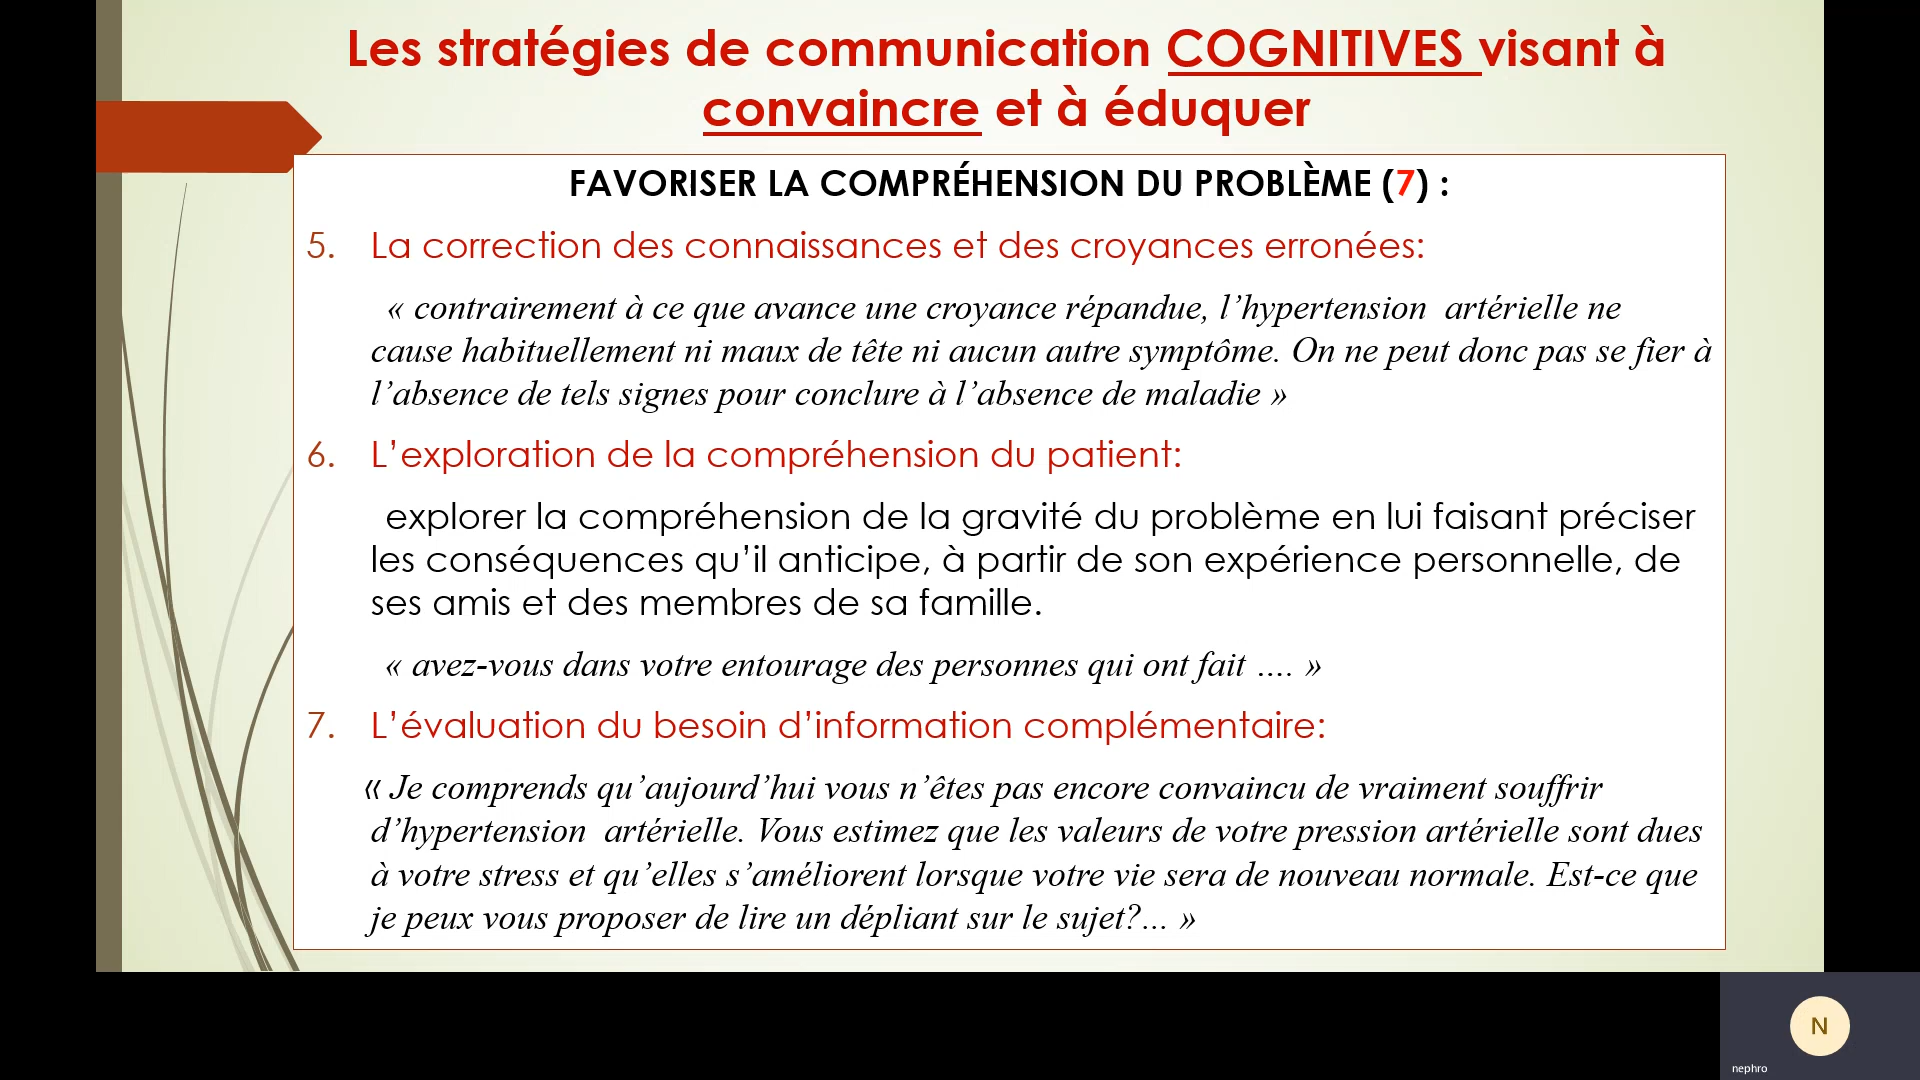 Les stratégies de communication COGNITIVES visant à
convaincre et à éduquer
FAVORISER LA COMPRÉHENSION DU PROBLÈME (7) :
5. La correction des connaissances et des croyances erronées:
« contrairement à ce que avance une croyance répandue, l’hypertension artérielle ne
cause habituellement ni maux de tête ni aucun autre symptôme. On ne peut donc pas se fier à
l’absence de tels signes pour conclure à l’absence de maladie »
6. L’exploration de la compréhension du patient:
explorer la compréhension de la gravité du problème en lui faisant préciser
les conséquences qu’il anticipe, à partir de son expérience personnelle, de
ses amis et des membres de sa famille.
« avez-vous dans votre entourage des personnes qui ont fait .... »
7. L’évaluation du besoin d’information complémentaire:
« Je comprends qu’aujourd’hui vous n’êtes pas encore convaincu de vraiment souffrir
d’hypertension artérielle. Vous estimez que les valeurs de votre pression artérielle sont dues
à votre stress et qu’elles s’améliorent lorsque votre vie sera de nouveau normale. Est-ce que
je peux vous proposer de lire un dépliant sur le sujet?... »
N
nephro